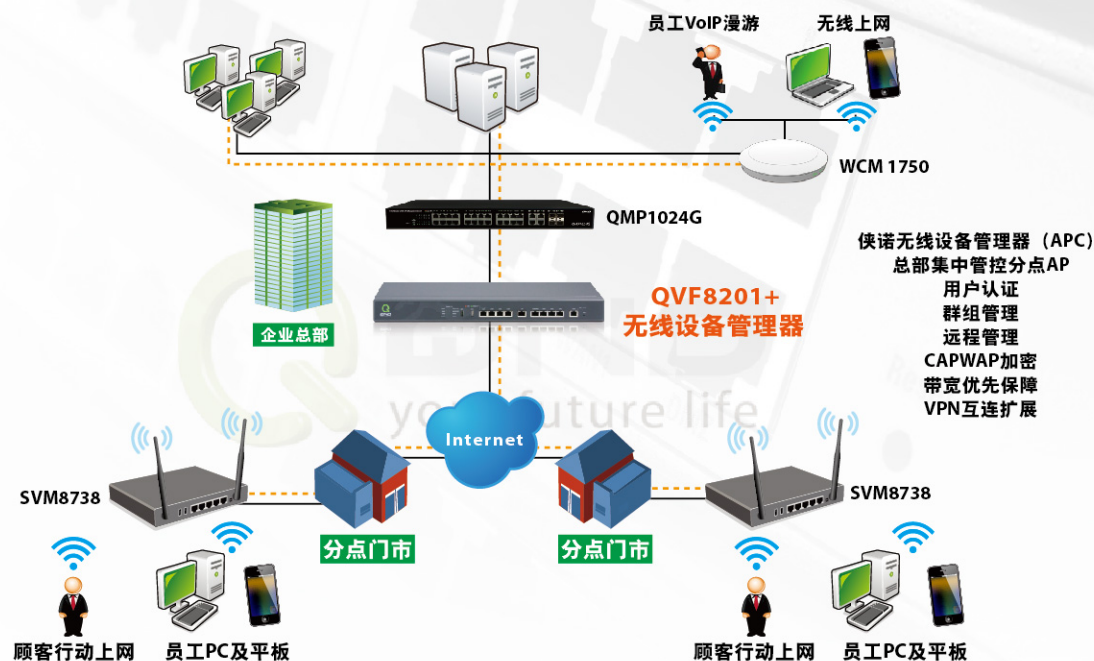 员工VoIP漫游
无线上网
WCM 1750
QMP1024G
侠诺无线设备管理器（APC）
总部集中管控分点AP
用户认证
群组管理
远程管理
CAPWAP加密
带宽优先保障
VPN互连扩展
QVF8201+
无线设备管理器
企业总部
QNO
your future life
Internet
SVM8738
SVM8738
分点门市
分点门市
顾客行动上网
员工PC及平板
顾客行动上网
员工PC及平板